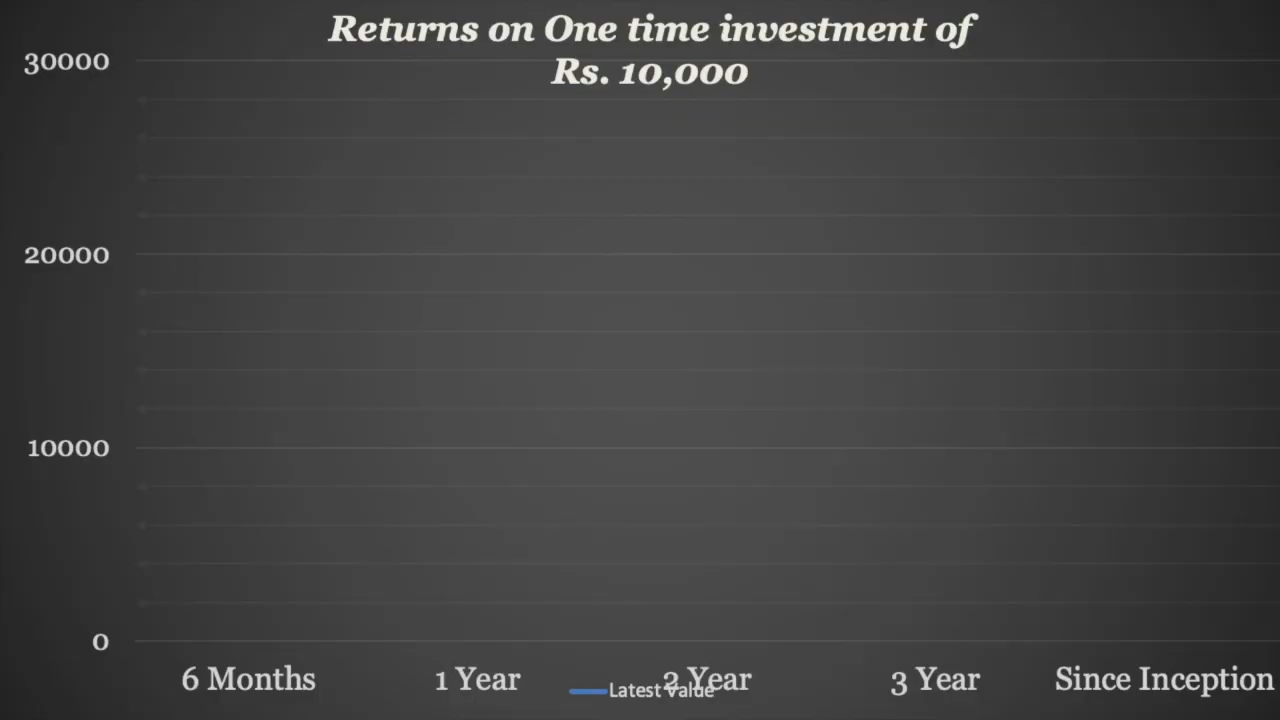 Returns on One time investment of
Rs. 10,000
30000
20000
10000
0
6 Months 1 Year 2 Year 3 Year Since Inception
Latest Value